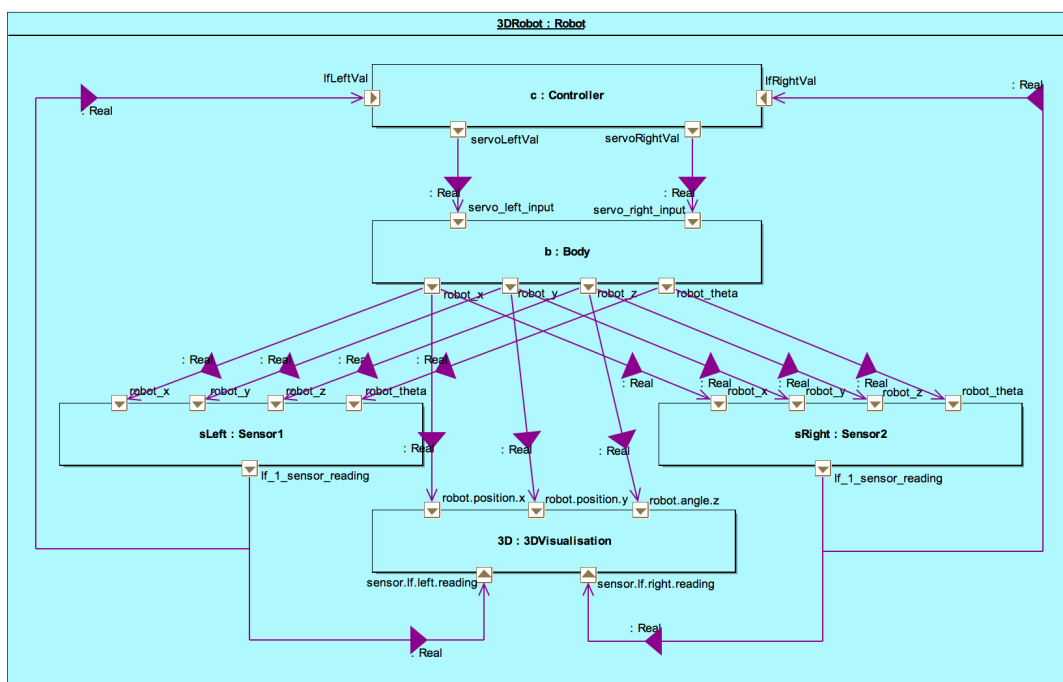 3DRobot : Robot
lfLeftVal
lfRightVal
: Real
: Real
c : Controller
servoLeftVal
servoRightVal
: Real
: Real
servo_left_input
servo_right_input
b : Body
robot_x
robot_y
robot_z
robot_theta
: Real
: Real
: Real
: Real
: Real
: Real
: Real
: Real
robot_x
robot_y
robot_z
robot_theta
robot_x
robot_y
robot_z
robot_theta
sLeft : Sensor1
sRight : Sensor2
: Real
: Real
: Real
lf_1_sensor_reading
lf_1_sensor_reading
robot.position.x
robot.position.y
robot.angle.z
3D : 3DVisualisation
sensor.lf.left.reading
sensor.lf.right.reading
: Real
: Real